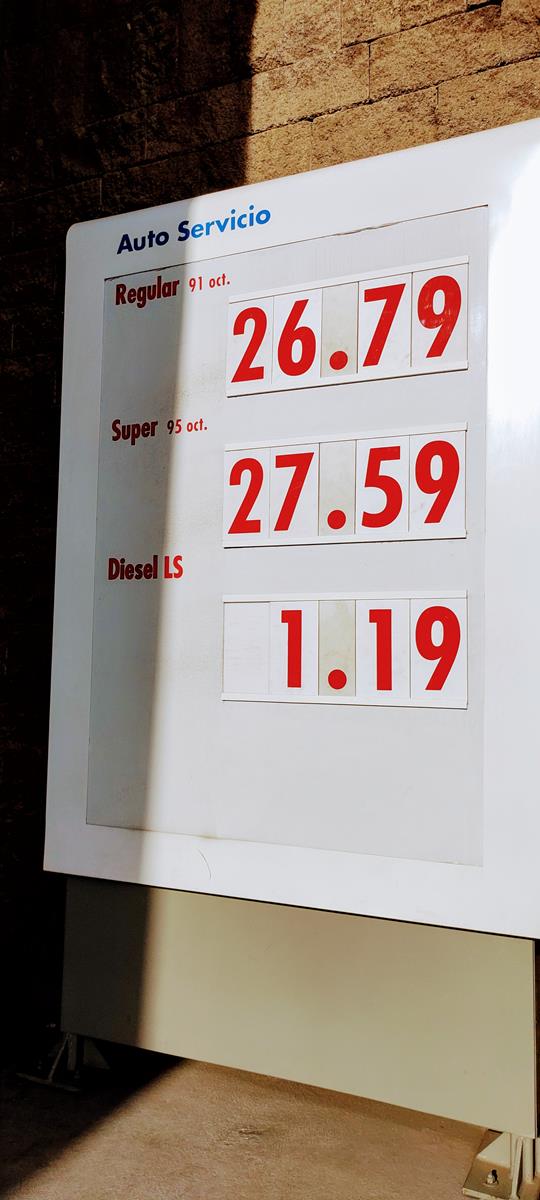 Auto Servicio
Regular 91 oct.
26.79
Super 95 oct.
27.59
Diesel LS
1.19